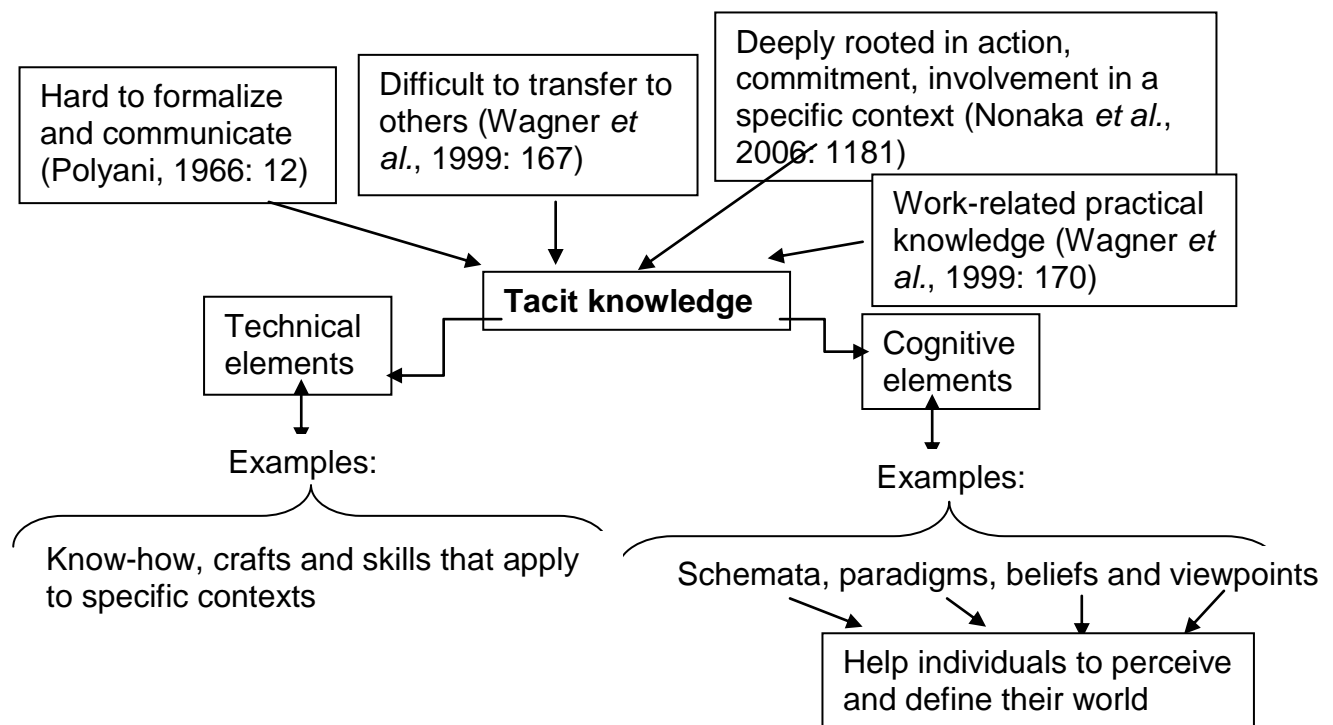 Hard to formalize
and communicate
(Polyani, 1966: 12)
Difficult to transfer to
others (Wagner et
al., 1999: 167)
Deeply rooted in action,
commitment, involvement in a
specific context (Nonaka et al.,
2006: 1181)
Work-related practical
knowledge (Wagner et
al., 1999: 170)
Tacit knowledge
Technical
elements
Cognitive
elements
Examples:
Know-how, crafts and skills that apply
to specific contexts
Examples:
Schemata, paradigms, beliefs and viewpoints
Help individuals to perceive
and define their world